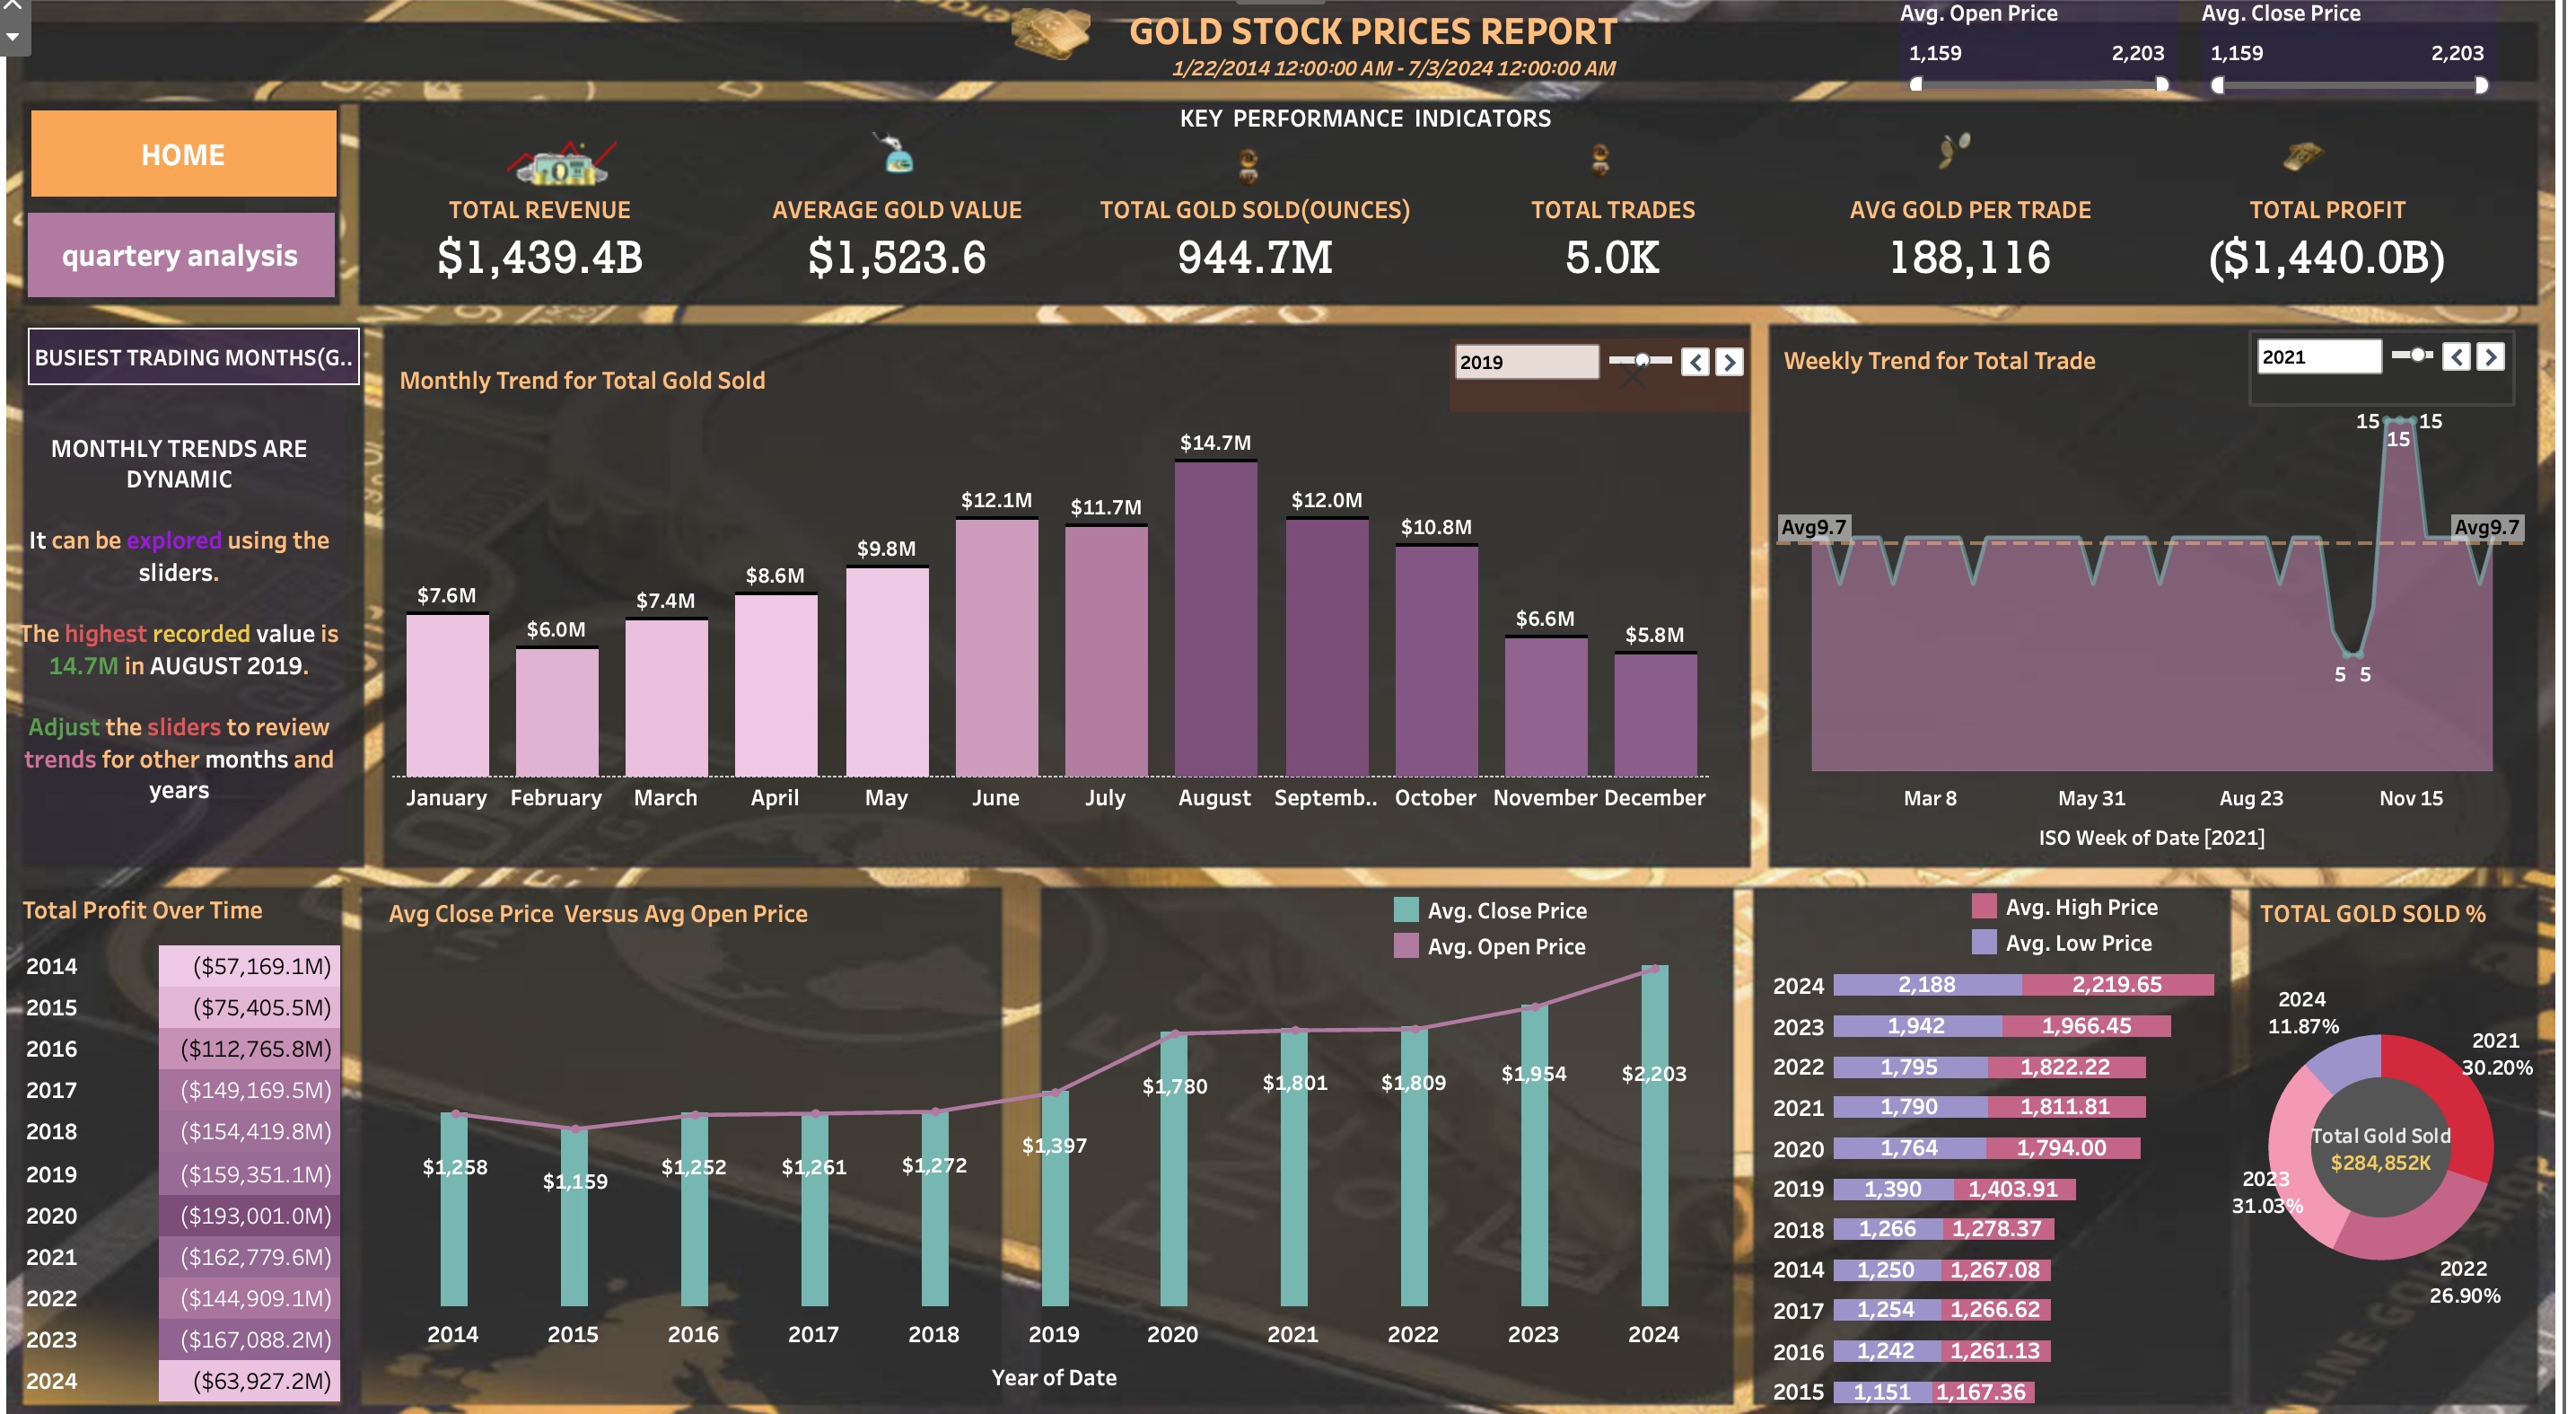 GOLD STOCK PRICES REPORT
1/22/2014 12:00:00 AM - 7/3/2024 12:00:00 AM
Avg. Open Price
1,159 2,203
Avg. Close Price
1,159 2,203
HOME
quartery analysis
KEY PERFORMANCE INDICATORS
TOTAL REVENUE
$1,439.4B
AVERAGE GOLD VALUE
$1,523.6
TOTAL GOLD SOLD(OUNCES)
944.7M
TOTAL TRADES
5.0K
AVG GOLD PER TRADE
188,116
TOTAL PROFIT
($1,440.0B)
BUSIEST TRADING MONTHS(G..
MONTHLY TRENDS ARE
DYNAMIC
It can be explored using the
sliders.
The highest recorded value is
14.7M in AUGUST 2019.
Adjust the sliders to review
trends for other months and
years
Monthly Trend for Total Gold Sold
2019
$7.6M
$6.0M
$7.4M
$8.6M
$9.8M
$12.1M
$11.7M
$14.7M
$12.0M
$10.8M
$6.6M
$5.8M
January February March April May June July August Septemb.. October November December
Weekly Trend for Total Trade
2021
15 15
15
Avg9.7 Avg9.7
5 5
Mar 8 May 31 Aug 23 Nov 15
ISO Week of Date [2021]
Total Profit Over Time
2014 ($57,169.1M)
2015 ($75,405.5M)
2016 ($112,765.8M)
2017 ($149,169.5M)
2018 ($154,419.8M)
2019 ($159,351.1M)
2020 ($193,001.0M)
2021 ($162,779.6M)
2022 ($144,909.1M)
2023 ($167,088.2M)
2024 ($63,927.2M)
Avg Close Price Versus Avg Open Price
Avg. Close Price
Avg. Open Price
$1,258
$1,159
$1,252
$1,261
$1,272
$1,397
$1,780
$1,801
$1,809
$1,954
$2,203
2014 2015 2016 2017 2018 2019 2020 2021 2022 2023 2024
Year of Date
Avg. High Price
Avg. Low Price
2024 2,188 2,219.65
2023 1,942 1,966.45
2022 1,795 1,822.22
2021 1,790 1,811.81
2020 1,764 1,794.00
2019 1,390 1,403.91
2018 1,266 1,278.37
2014 1,250 1,267.08
2017 1,254 1,266.62
2016 1,242 1,261.13
2015 1,151 1,167.36
TOTAL GOLD SOLD %
2024
11.87%
2021
30.20%
Total Gold Sold
$284,852K
2023
31.03%
2022
26.90%